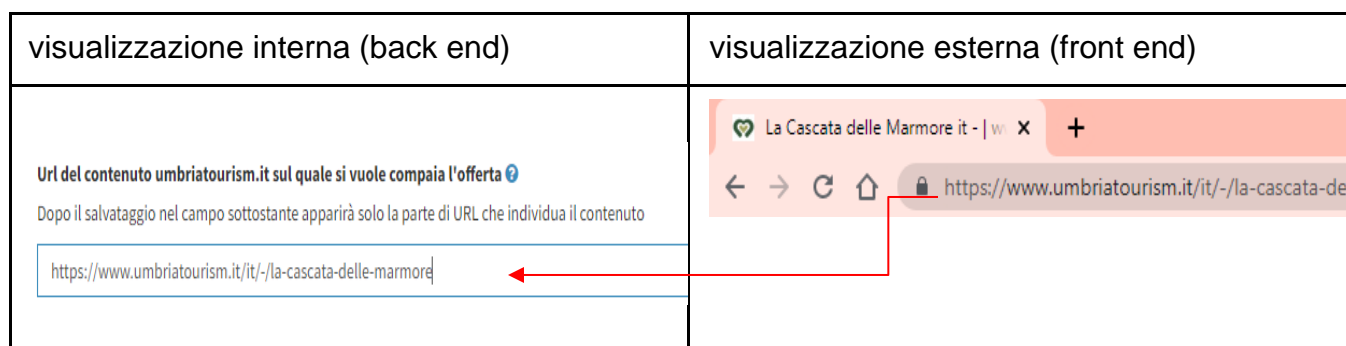 visualizzazione interna (back end)
visualizzazione esterna (front end)
Url del contenuto umbriatourism.it sul quale si vuole compaia l'offerta ?
Dopo il salvataggio nel campo sottostante apparirà solo la parte di URL che individua il contenuto
https://www.umbriatourism.it/it/-/la-cascata-delle-marmore
La Cascata delle Marmore it - | w
https://www.umbriatourism.it/it/-/la-cascata-de